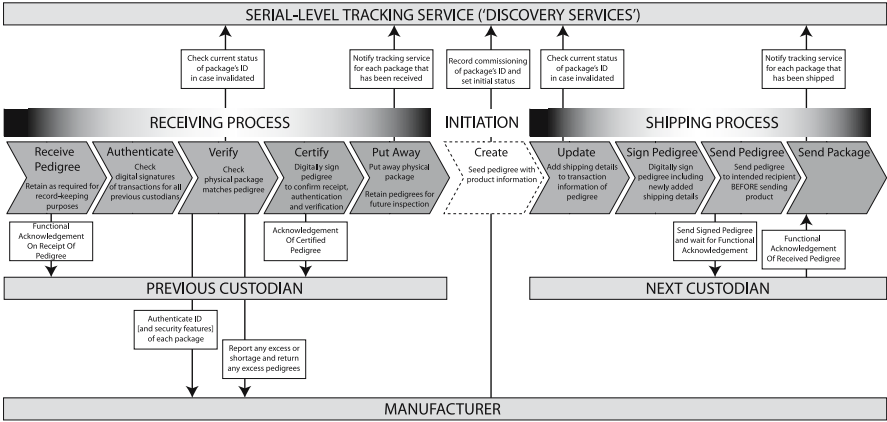 SERIAL-LEVEL TRACKING SERVICE ('DISCOVERY SERVICES')
Check current status
of package's ID
in case invalidated
Notify tracking service
for each package that
has been received
Record commissioning
of package's ID and
set initial status
Check current status
of package's ID
in case invalidated
Notify tracking service
for each package that
has been shipped
RECEIVING PROCESS
INITIATION
SHIPPING PROCESS
Receive
Pedigree
Retain as required for
record-keeping
purposes
Authenticate
Check
digital signatures
of transactions for all
previous custodians
Verify
Check
physical package
matches pedigree
Certify
Digitally sign
pedigree
to confirm receipt,
authentication
and verification
Put Away
Put away physical
package
Retain pedigrees for
future inspection
Create
Seed pedigree with
product information
Update
Add shipping details
to transaction
information of
pedigree
Sign Pedigree
Digitally sign
pedigree including
newly added
shipping details
Send Pedigree
Send pedigree
to intended recipient
BEFORE sending
product
Send Package
Functional
Acknowledgement
On Receipt Of
Pedigree
Acknowledgement
Of Certified
Pedigree
Send Signed Pedigree
and wait for Functional
Acknowledgement
Functional
Acknowledgement
Of Received Pedigree
PREVIOUS CUSTODIAN
NEXT CUSTODIAN
Authenticate ID
(and security features)
of each package
Report any excess or
shortage and return
any excess pedigrees
MANUFACTURER